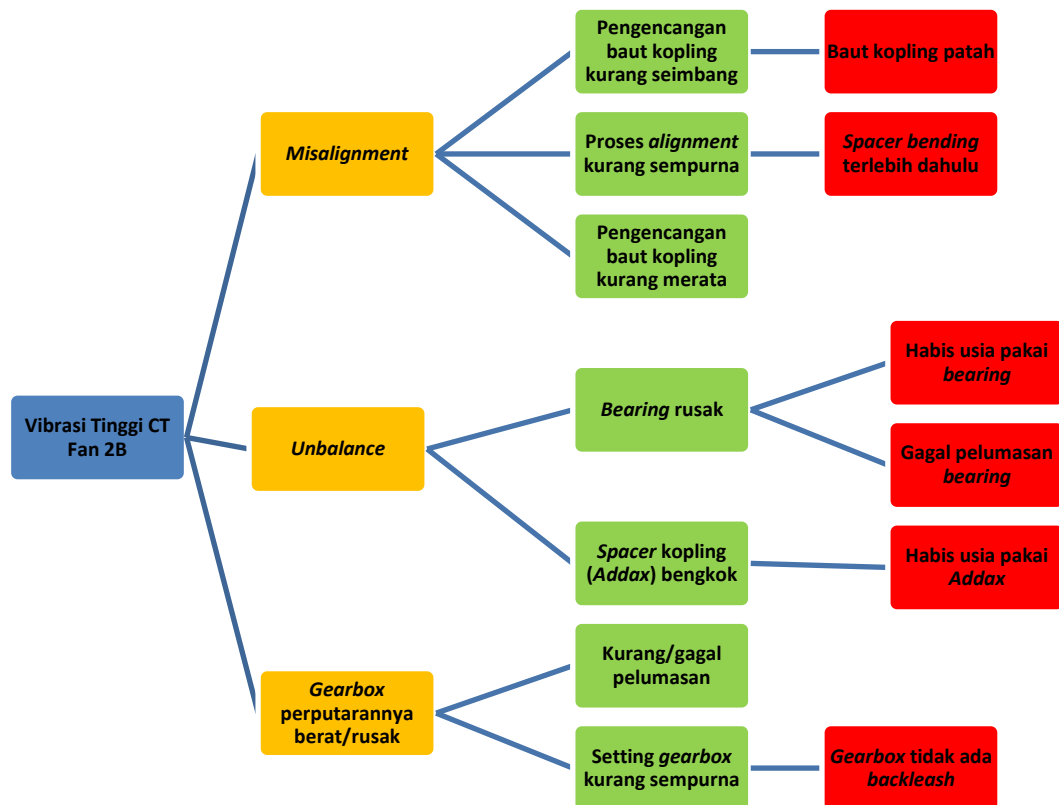 Pengencangan
baut kopling
kurang seimbang
Baut kopling patah
Misalignment
Proses alignment
kurang sempurna
Spacer bending
terlebih dahulu
Pengencangan
baut kopling
kurang merata
Vibrasi Tinggi CT
Fan 2B
Unbalance
Bearing rusak
Habis usia pakai
bearing
Gagal pelumasan
bearing
Spacer kopling
(Addax) bengkok
Habis usia pakai
Addax
Gearbox
perputarannya
berat/rusak
Kurang/gagal
pelumasan
Setting gearbox
kurang sempurna
Gearbox tidak ada
backleash